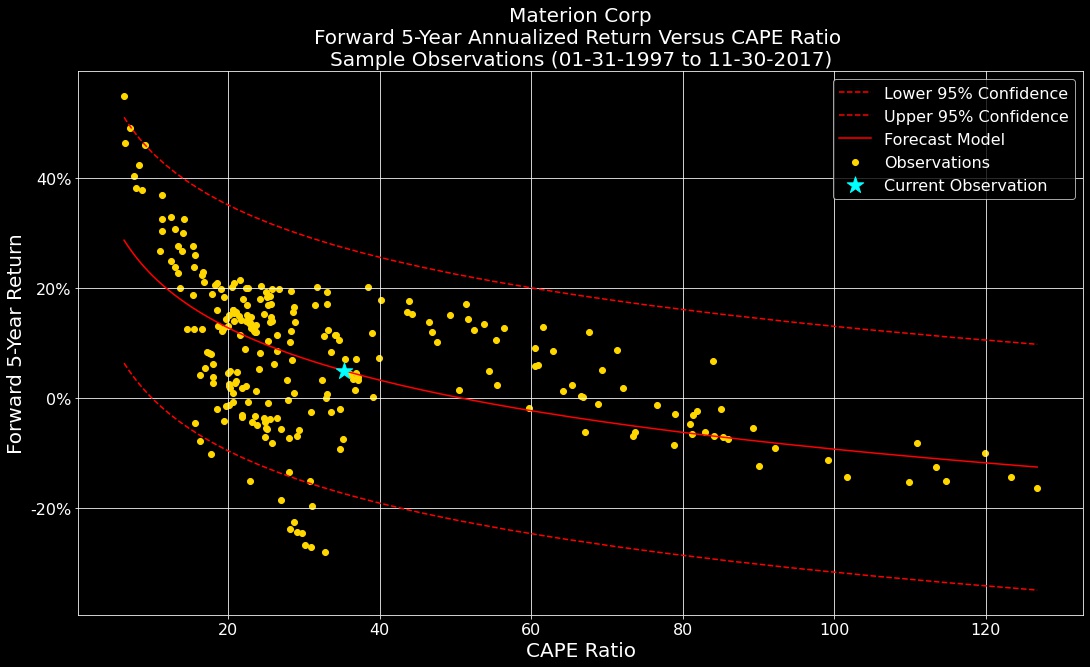 Materion Corp
Forward 5-Year Annualized Return Versus CAPE Ratio
Sample Observations (01-31-1997 to 11-30-2017)
Lower 95% Confidence
Upper 95% Confidence
Forecast Model
Observations
Current Observation
Forward 5-Year Return
40%
20%
0%
-20%
20 40 60 80 100 120
CAPE Ratio